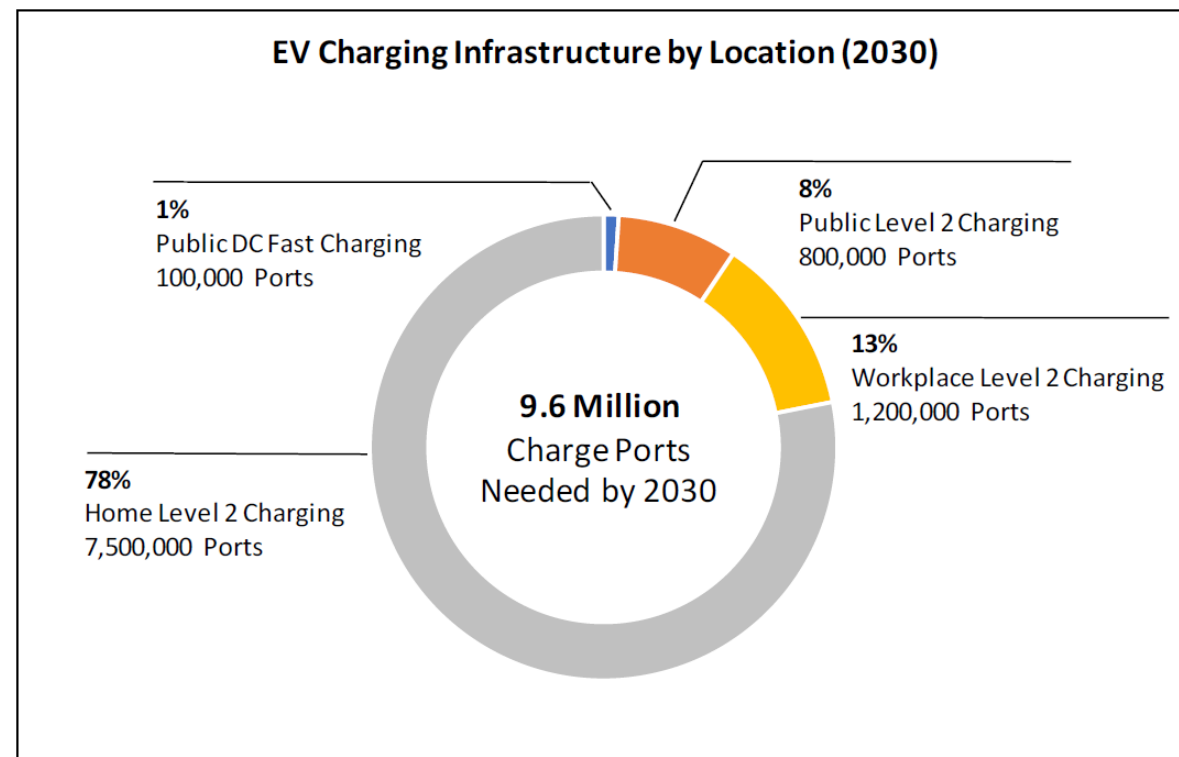 EV Charging Infrastructure by Location (2030)
1%
Public DC Fast Charging
100,000 Ports
8%
Public Level 2 Charging
800,000 Ports
13%
Workplace Level 2 Charging
1,200,000 Ports
9.6 Million
Charge Ports
Needed by 2030
78%
Home Level 2 Charging
7,500,000 Ports